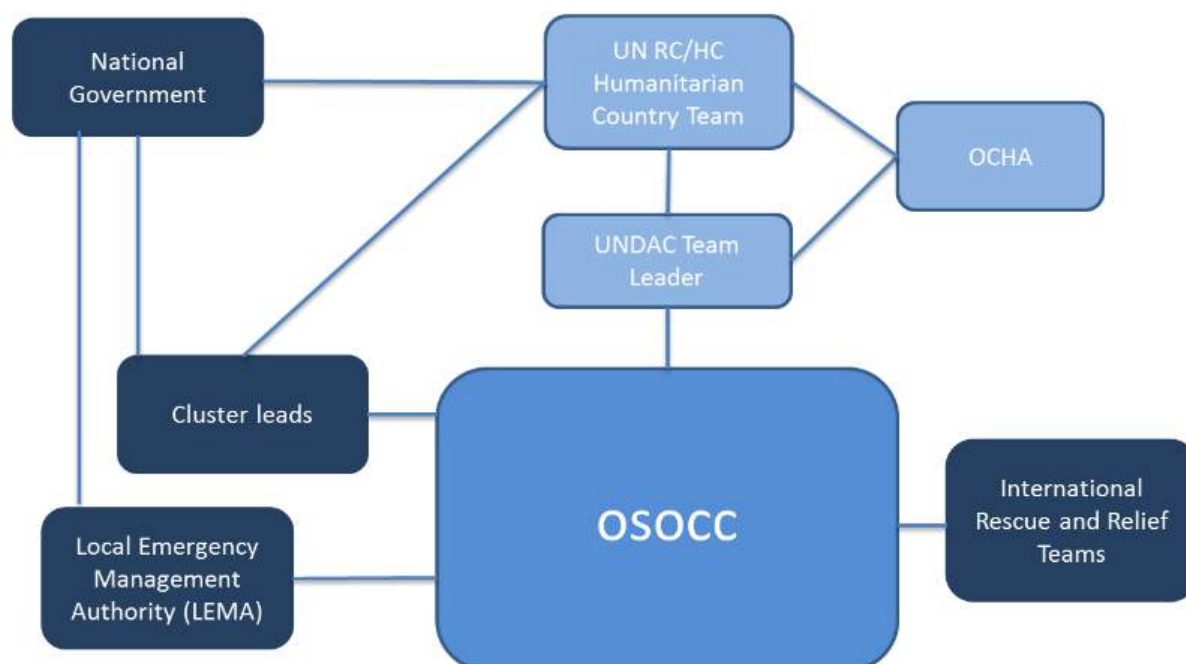 National
Government
UN RC/HC
Humanitarian
Country Team
OCHA
UNDAC Team
Leader
Cluster leads
OSOCC
International
Rescue and Relief
Teams
Local Emergency
Management
Authority (LEMA)